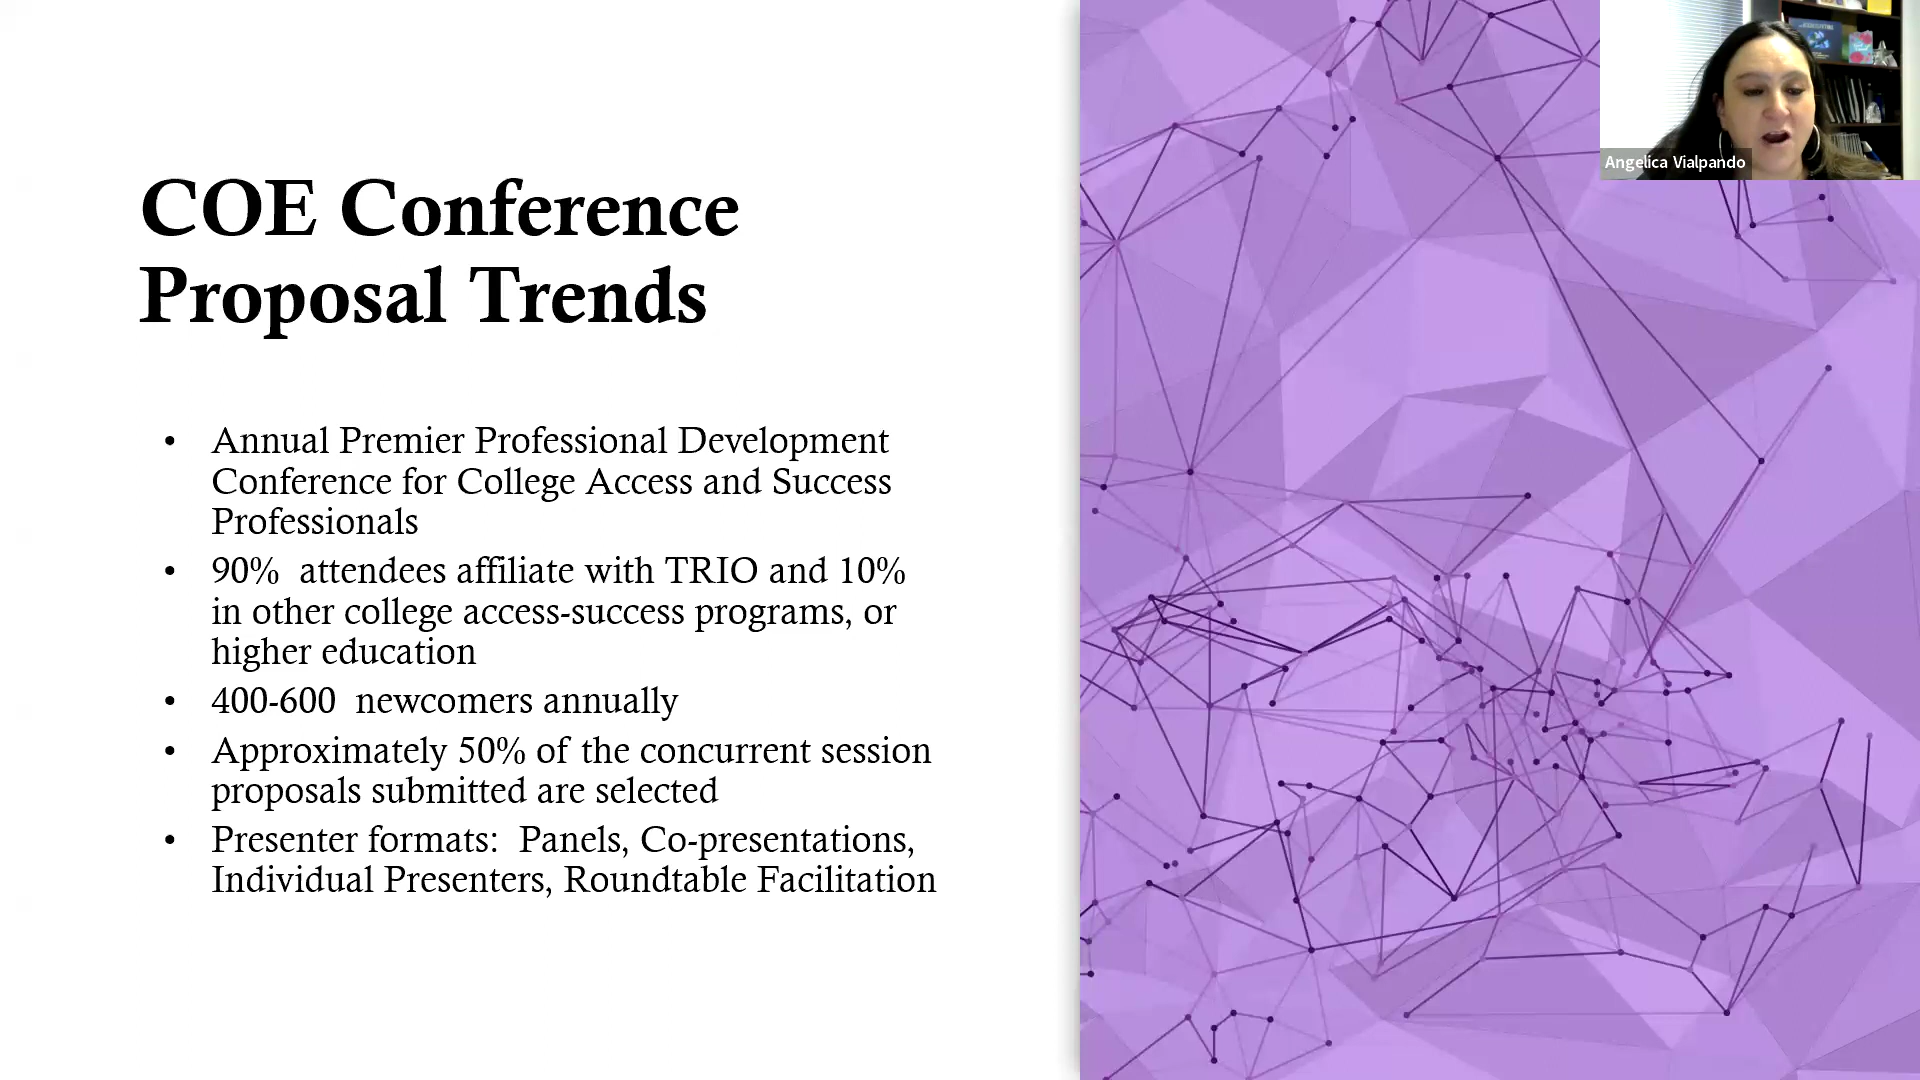 COE Conference
Proposal Trends
• Annual Premier Professional Development
Conference for College Access and Success
Professionals
• 90%  attendees affiliate with TRIO and 10%
in other college access-success programs, or
higher education
• 400-600  newcomers annually
• Approximately 50% of the concurrent session
proposals submitted are selected
• Presenter formats:  Panels, Co-presentations,
Individual Presenters, Roundtable Facilitation
Angelica Vialpando